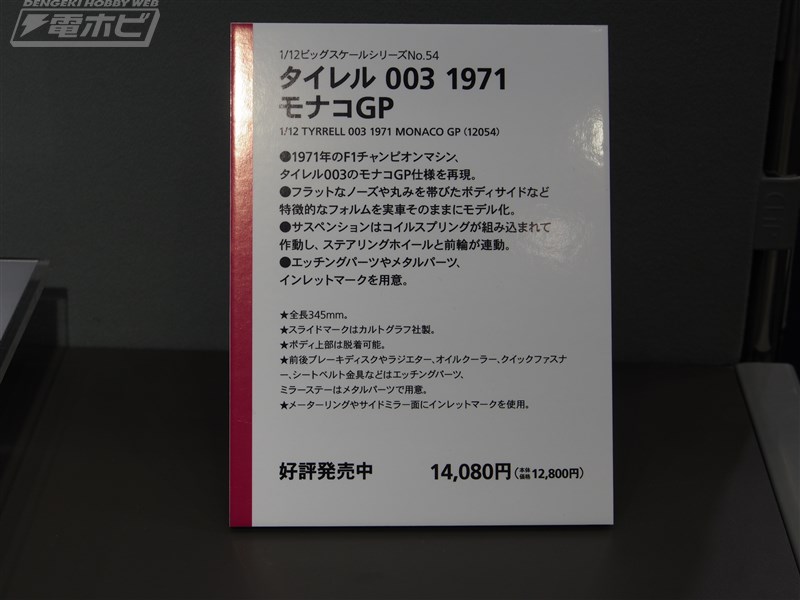 DENGEKI HOBBY WEB
電ホビ
1/12ビッグスケールシリーズNo.54
タイレル 003 1971
モナコGP
1/12 TYRRELL 003 1971 MONACO GP (12054)
●1971年のF1チャンピオンマシン、
タイレル003のモナコGP仕様を再現。
●フラットなノーズや丸みを帯びたボディサイドなど
特徴的なフォルムを実車そのままにモデル化。
●サスペンションはコイルスプリングが組み込まれて
作動し、ステアリングホイールと前輪が連動。
●エッチングパーツやメタルパーツ、
インレットマークを用意。
★全長345mm。
★スライドマークはカルトグラフ社製。
★ボディ上部は脱着可能。
★前後ブレーキディスクやラジエター、オイルクーラー、クイックファスナ
ー、シートベルト金具などはエッチングパーツ、
ミラーステーはメタルパーツで用意。
★メーターリングやサイドミラー面にインレットマークを使用。
好評発売中 14,080円(本体価格12,800円)